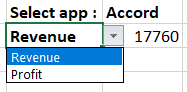 Select app : Accord
Revenue 17760
Revenue
Profit